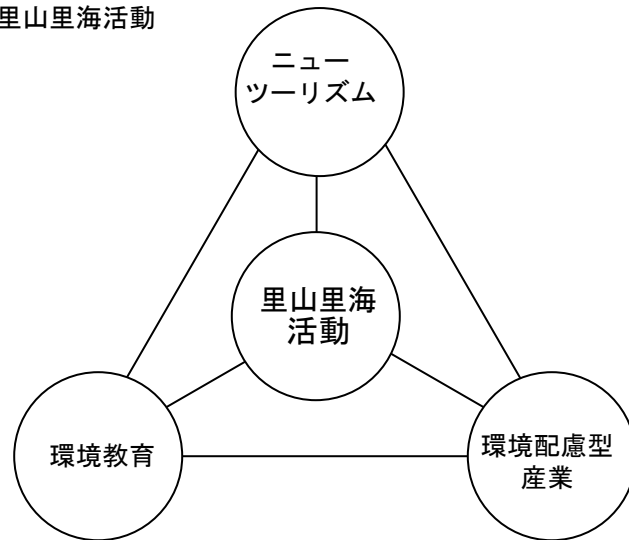 里山里海活動
ニュー
ツーリズム
里山里海
活動
環境教育
環境配慮型
産業